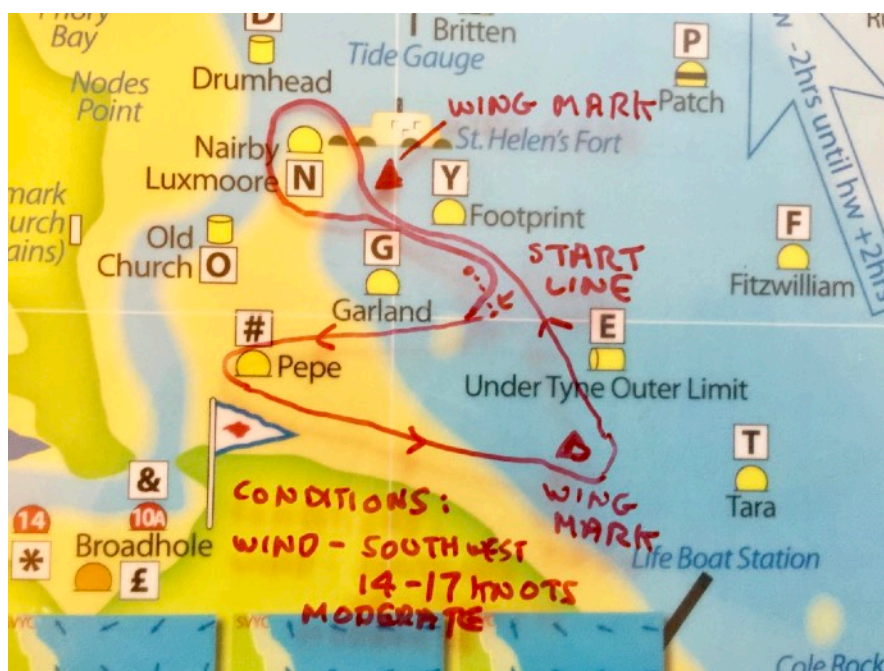 Priory
Bay
D
Drumhead
Britten
Tide Gauge
P
Patch
-2hrs until hw +2hrs
Nodes
Point
WING MARK
Nairby
Luxmoore
N
St. Helen's Fort
Y
Footprint
mark
urch
ains)
Old
Church
O
G
Garland
START
LINE
F
Fitzwilliam
#
Pepe
E
Under Tyne Outer Limit
T
Tara
WING
MARK
&
14
10A
*
Broadhole
£
CONDITIONS:
WIND - SOUTHWEST
14-17 KNOTS
MODERATE
Life Boat Station
SVYC
Cole Rock